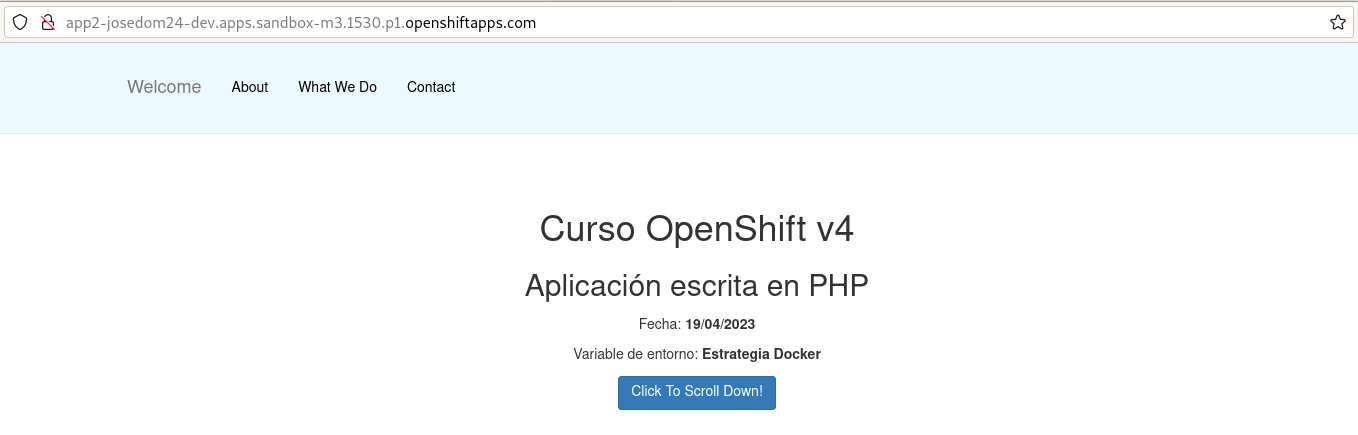 app2-josedom24-dev.apps.sandbox-m3.1530.p1.openshiftapps.com
Welcome About What We Do Contact
Curso OpenShift v4
Aplicación escrita en PHP
Fecha: 19/04/2023
Variable de entorno: Estrategia Docker
Click To Scroll Down!